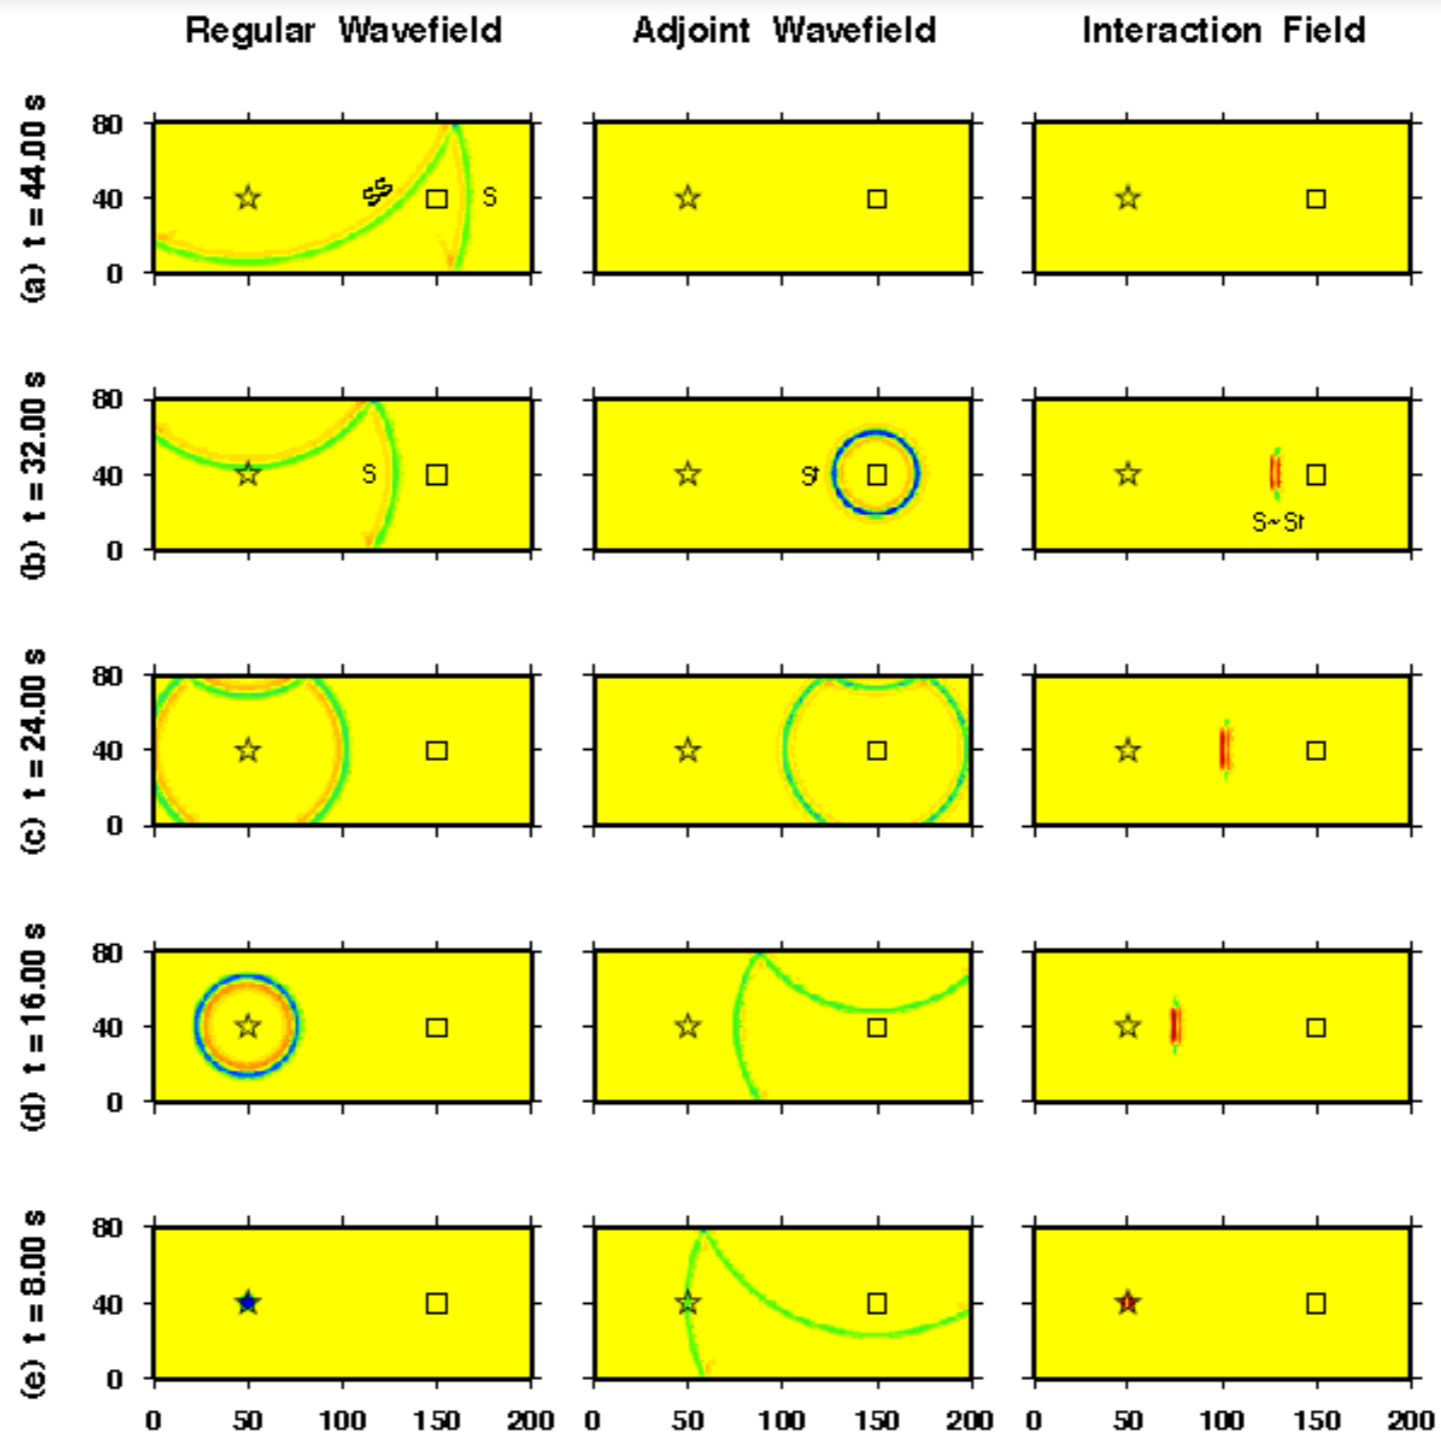 Regular Wavefield Adjoint Wavefield Interaction Field
(a) t = 44.00 s
80
40
0
SS
S
(b) t = 32.00 s
80
40
0
S
S†
S~S†
(c) t = 24.00 s
80
40
0
(d) t = 16.00 s
80
40
0
(e) t = 8.00 s
80
40
0
0 50 100 150 200 0 50 100 150 200 0 50 100 150 200